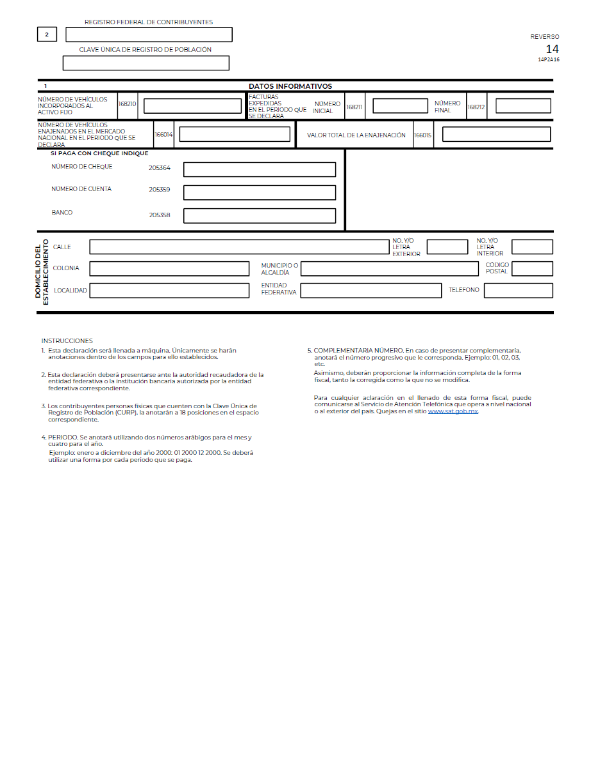 REGISTRO FEDERAL DE CONTRIBUYENTES
2
REVERSO
CLAVE ÚNICA DE REGISTRO DE POBLACIÓN
14
14P2A16
1
DATOS INFORMATIVOS
NÚMERO DE VEHÍCULOS
INCORPORADOS AL
ACTIVO FIJO
168210
FACTURAS
EXPEDIDAS
EN EL PERIODO QUE
SE DECLARA
NÚMERO
INICIAL
168211
NÚMERO
FINAL
168212
NÚMERO DE VEHÍCULOS
ENAJENADOS EN EL MERCADO
NACIONAL EN EL PERIODO QUE SE
DECLARA
166014
VALOR TOTAL DE LA ENAJENACIÓN
166015
SI PAGA CON CHEQUE INDIQUE
NÚMERO DE CHEQUE
205364
NÚMERO DE CUENTA
205359
BANCO
205358
DOMICILIO DEL
ESTABLECIMIENTO
CALLE
NO. Y/O
LETRA
EXTERIOR
NO. Y/O
LETRA
INTERIOR
COLONIA
MUNICIPIO O
ALCALDÍA
CÓDIGO
POSTAL
LOCALIDAD
ENTIDAD
FEDERATIVA
TELEFONO
INSTRUCCIONES
1. Esta declaración será llenada a máquina, Únicamente se harán
anotaciones dentro de los campos para ello establecidos.
2. Esta declaración deberá presentarse ante la autoridad recaudadora de la
entidad federativa o la institución bancaria autorizada por la entidad
federativa correspondiente.
3. Los contribuyentes personas físicas que cuenten con la Clave Única de
Registro de Población (CURP), la anotarán a 18 posiciones en el espacio
correspondiente.
4. PERIODO. Se anotará utilizando dos números arábigos para el mes y
cuatro para el año.
Ejemplo: enero a diciembre del año 2000: 01 2000 12 2000. Se deberá
utilizar una forma por cada periodo que se paga.
5. COMPLEMENTARIA NÚMERO, En caso de presentar complementaria,
anotará el número progresivo que le corresponda. Ejemplo: 01, 02, 03,
etc.
Asimismo, deberán proporcionar la información completa de la forma
fiscal, tanto la corregida como la que no se modifica.
Para cualquier aclaración en el llenado de esta forma fiscal, puede
comunicarse al Servicio de Atención Telefónica que opera a nivel nacional
o al exterior del país. Quejas en el sitio www.sat.gob.mx.